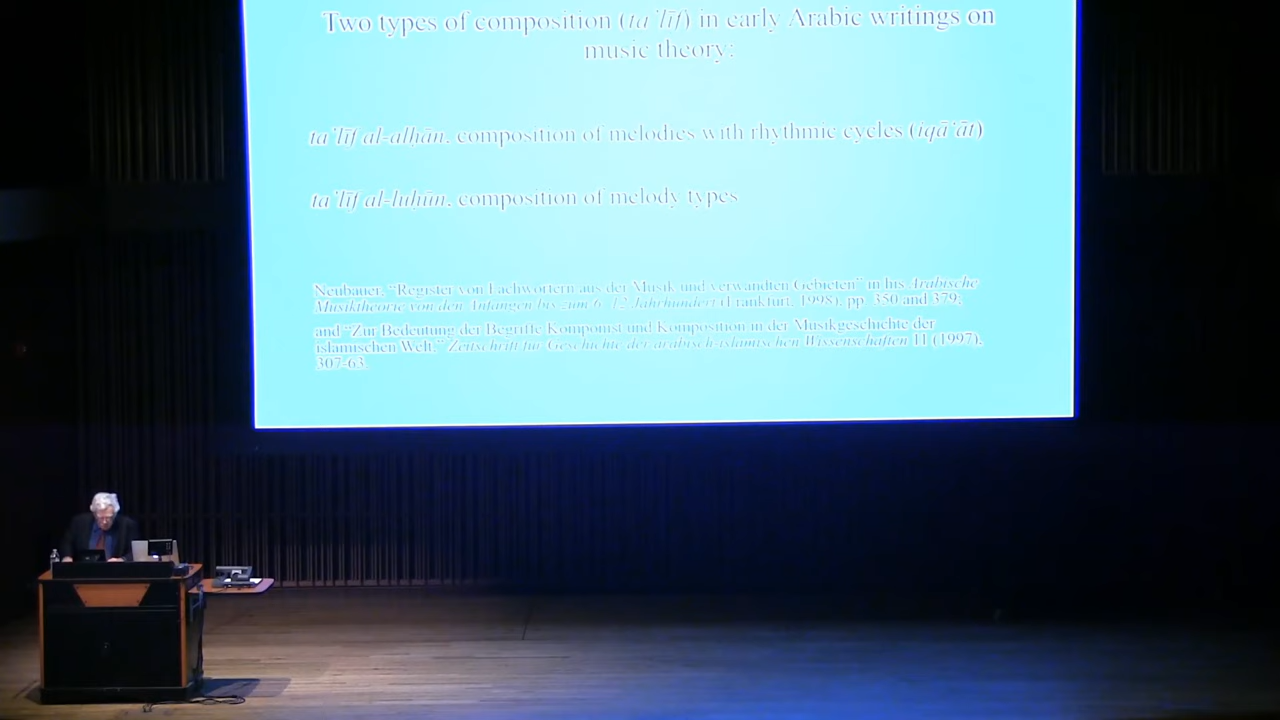 Two types of composition (ta’līf) in early Arabic writings on
music theory:
ta’līf al-alḥān, composition of melodies with rhythmic cycles (iqā‘āt)
ta’līf al-luḥūn, composition of melody types
Neubauer, “Register von Fachwörtern aus der Musik und verwandten Gebieten” in his Arabische
Musiktheorie von den Anfängen bis zum 6./12.Jahrhundert (Frankfurt, 1998), pp. 350 and 379;
and “Zur Bedeutung der Begriffe Komponist und Komposition in der Musikgeschichte der
islamischen Welt,” Zeitschrift für Geschichte der arabisch-islamischen Wissenschaften 11 (1997),
307-63.